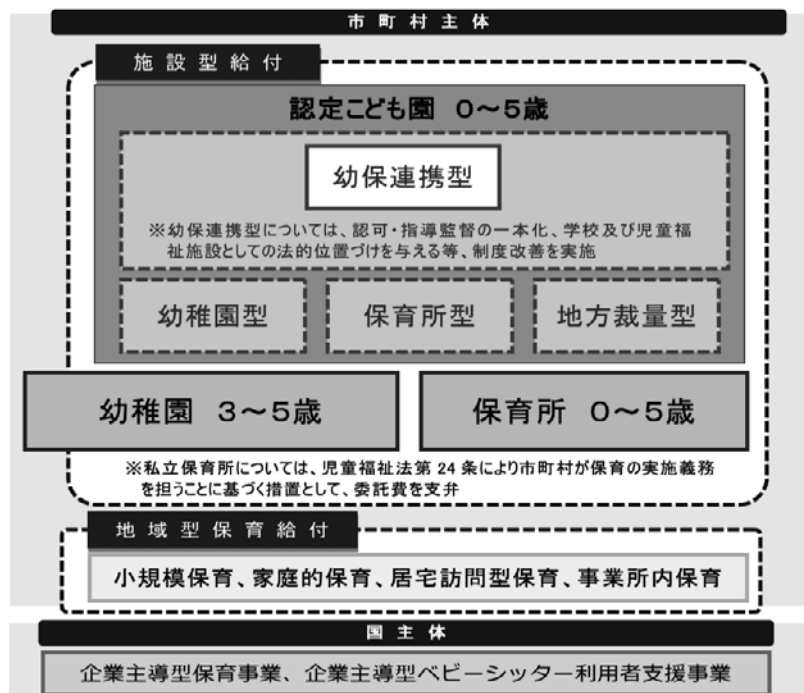 市町村主体
施設型給付
認定こども園 0～5歳
幼保連携型
※幼保連携型については、認可・指導監督の一本化、学校及び児童福
祉施設としての法的位置づけを与える等、制度改善を実施
幼稚園型
保育所型
地方裁量型
幼稚園 3～5歳
保育所 0～5歳
※私立保育所については、児童福祉法第 24 条により市町村が保育の実施義務
を担うことに基づく措置として、委託費を支弁
地域型保育給付
小規模保育、家庭的保育、居宅訪問型保育、事業所内保育
国主体
企業主導型保育事業、企業主導型ベビーシッター利用者支援事業